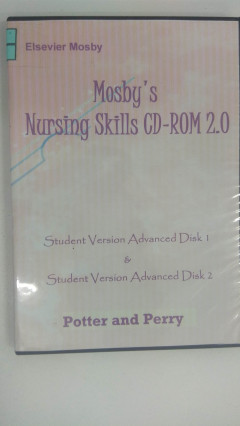 Elsevier Mosby
Mosby's
Nursing Skills CD-ROM 2.0
Student Version Advanced Disk 1
&
Student Version Advanced Disk 2
Potter and Perry